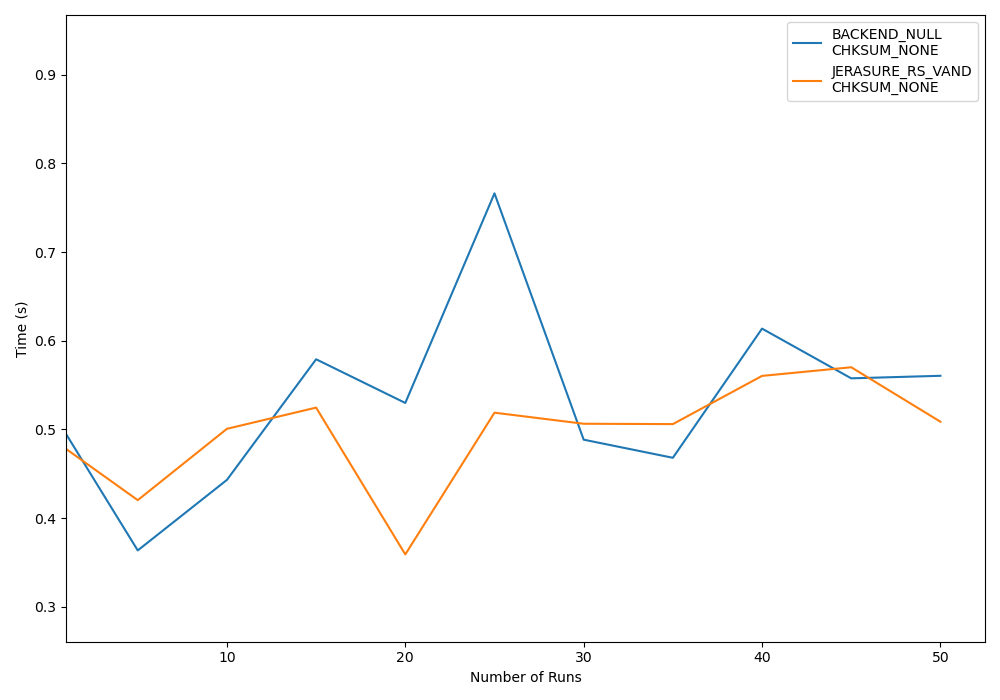 BACKEND_NULL
CHKSUM_NONE
JERASURE_RS_VAND
CHKSUM_NONE
0.9
0.8
0.7
0.6
0.5
0.4
0.3
Time (s)
10 20 30 40 50
Number of Runs